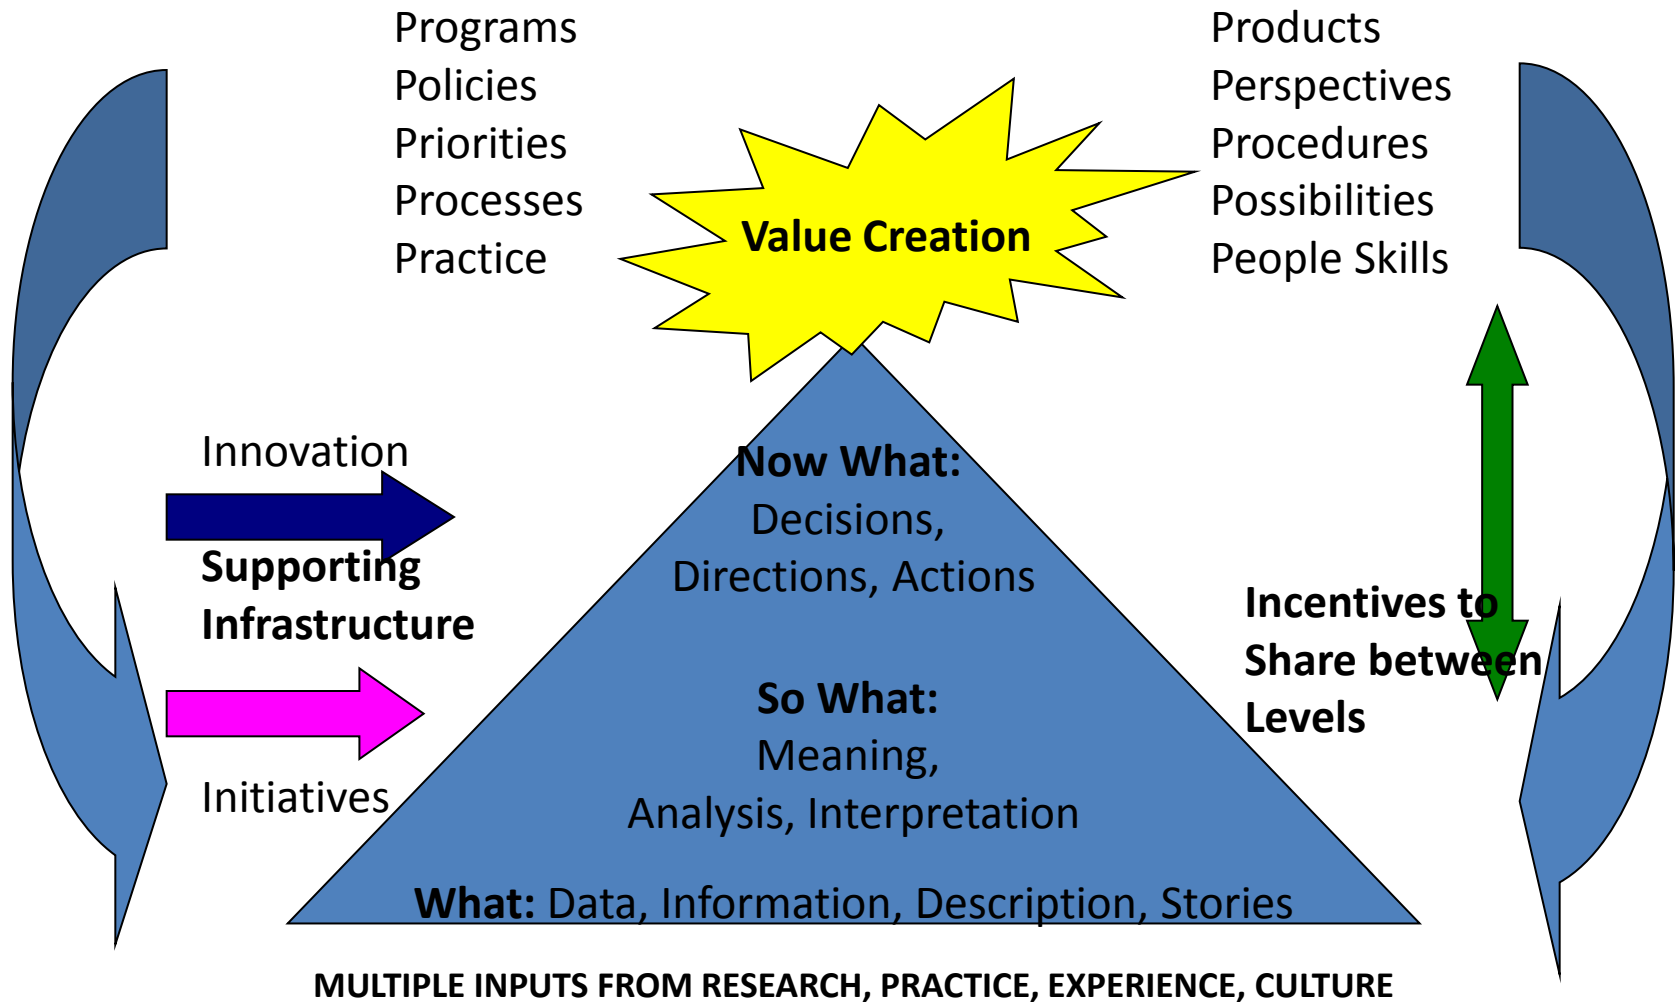 Programs
Policies
Priorities
Processes
Practice
Products
Perspectives
Procedures
Possibilities
People Skills
Value Creation
Innovation
Supporting
Infrastructure
Initiatives
Now What:
Decisions,
Directions, Actions
So What:
Meaning,
Analysis, Interpretation
What: Data, Information, Description, Stories
Incentives to
Share between
Levels
MULTIPLE INPUTS FROM RESEARCH, PRACTICE, EXPERIENCE, CULTURE